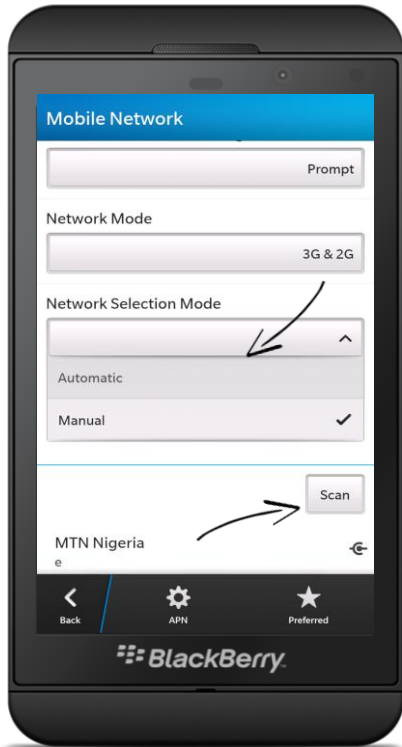 Mobile Network
Prompt
Network Mode
3G & 2G
Network Selection Mode
Automatic
Manual
Scan
MTN Nigeria
e
Back
APN
Preferred
BlackBerry